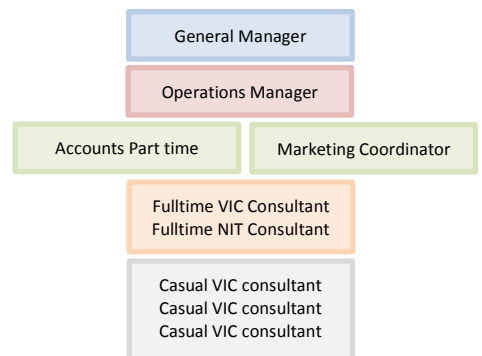 General Manager
Operations Manager
Accounts Part time
Marketing Coordinator
Fulltime VIC Consultant
Fulltime NIT Consultant
Casual VIC consultant
Casual VIC consultant
Casual VIC consultant